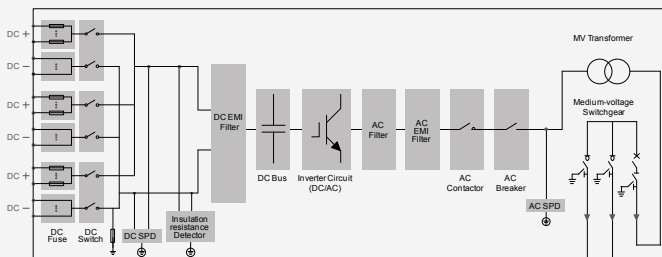 DC +
DC −
DC +
DC −
DC +
DC −
DC
Fuse
DC
Switch
DC SPD
Insulation
resistance
Detector
DC EMI
Filter
DC Bus
Inverter Circuit
(DC/AC)
AC
Filter
AC
EMI
Filter
AC
Contactor
AC
Breaker
AC SPD
MV Transformer
Medium-voltage
Switchgear